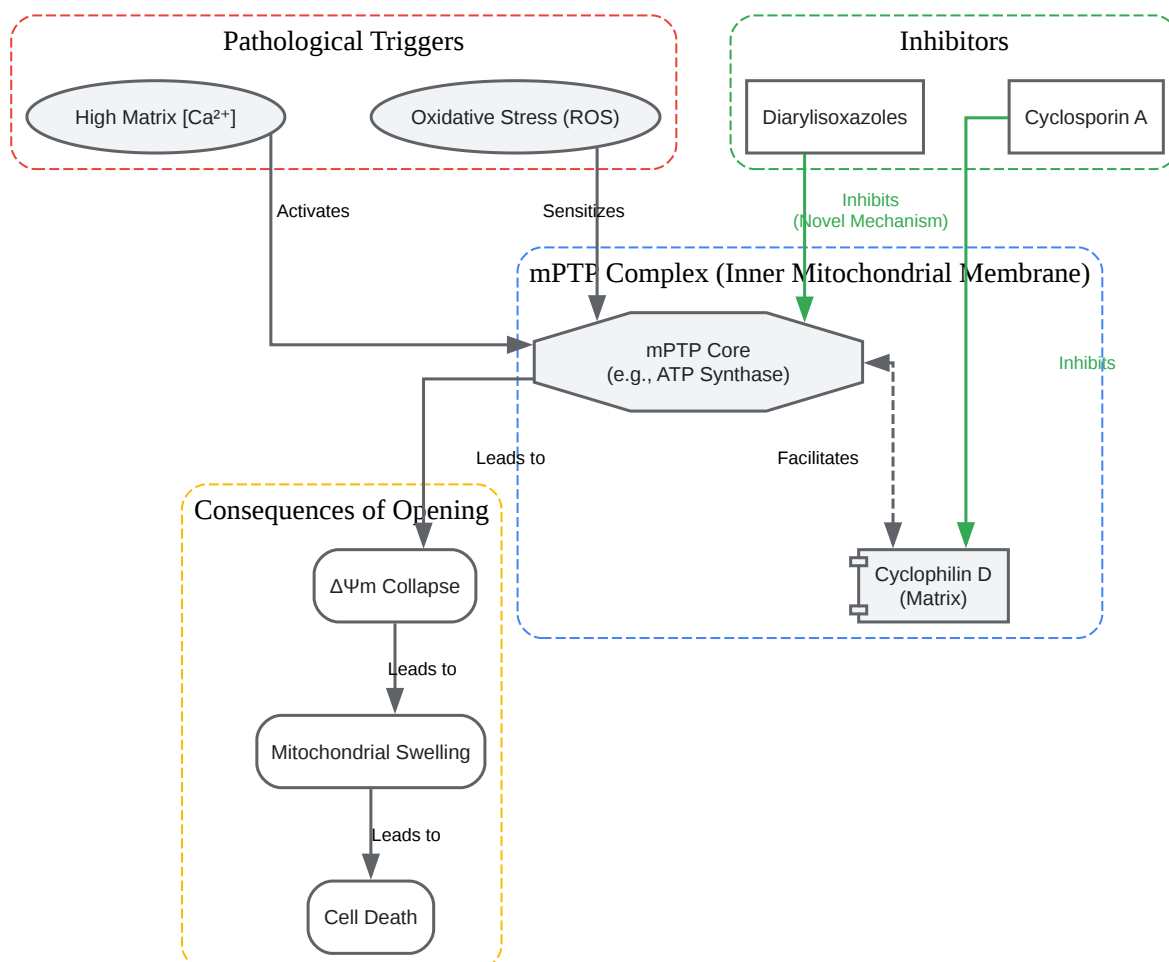 Pathological Triggers
Inhibitors
High Matrix [Ca²⁺]
Oxidative Stress (ROS)
Diarylisoxazoles
Cyclosporin A
Activates
Sensitizes
Inhibits
(Novel Mechanism)
mPTP Complex (Inner Mitochondrial Membrane)
mPTP Core
(e.g., ATP Synthase)
Inhibits
Leads to
Facilitates
Consequences of Opening
ΔΨm Collapse
Cyclophilin D
(Matrix)
Leads to
Mitochondrial Swelling
Leads to
Cell Death